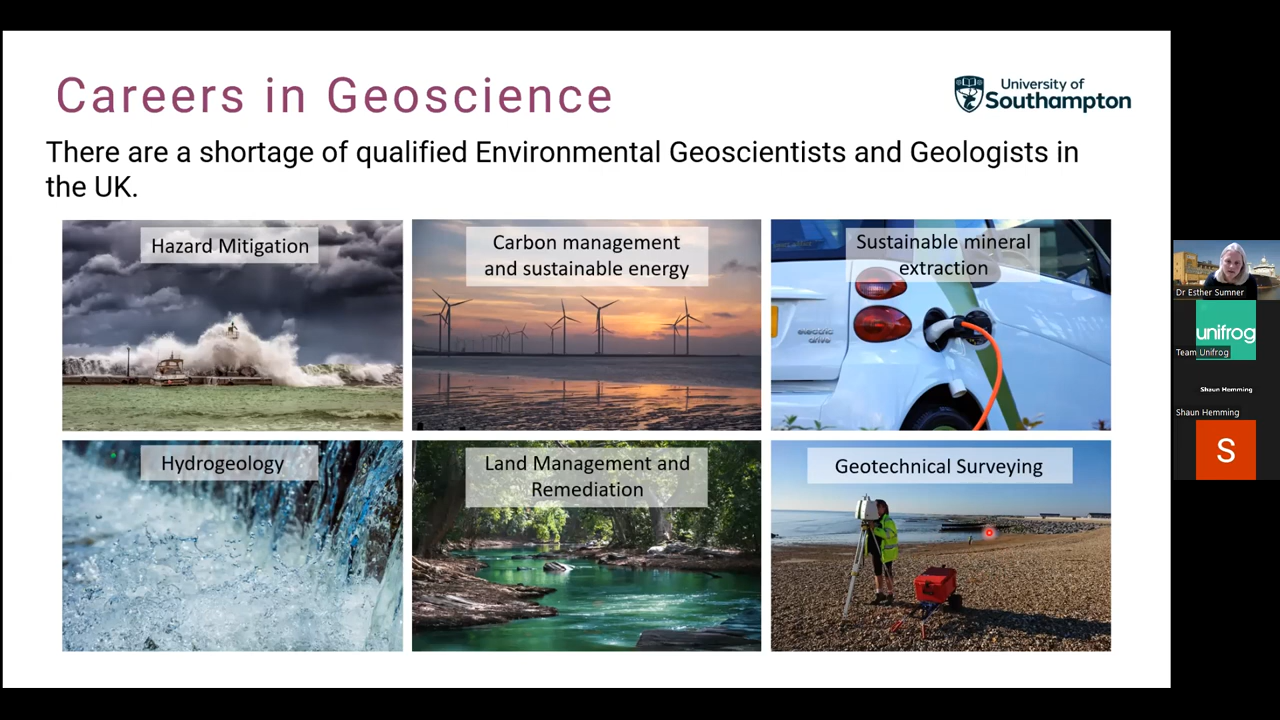 Careers in Geoscience
University of
Southampton
There are a shortage of qualified Environmental Geoscientists and Geologists in
the UK.
Hazard Mitigation
Carbon management
and sustainable energy
Sustainable mineral
extraction
electric
drive
Hydrogeology
Land Management and
Remediation
Geotechnical Surveying
Dr Esther Sumner
unifrog
Team Unifrog
Shaun Hemming
Shaun Hemming
S